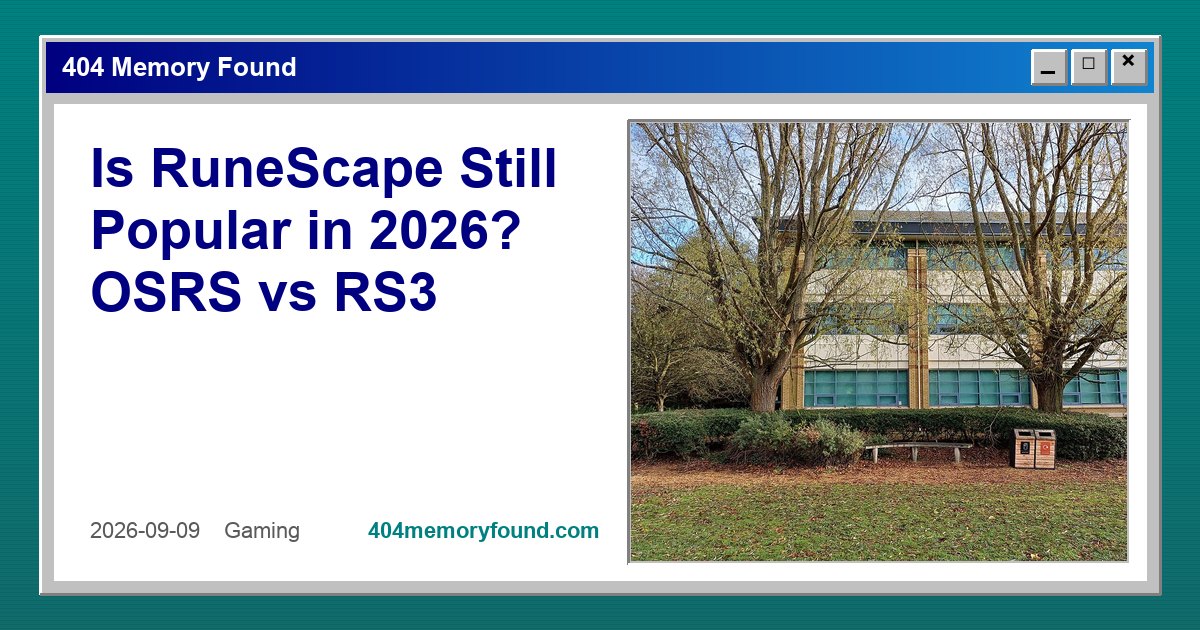 404 Memory Found
Is RuneScape Still
Popular in 2026?
OSRS vs RS3
2026-09-09 Gaming 404memoryfound.com